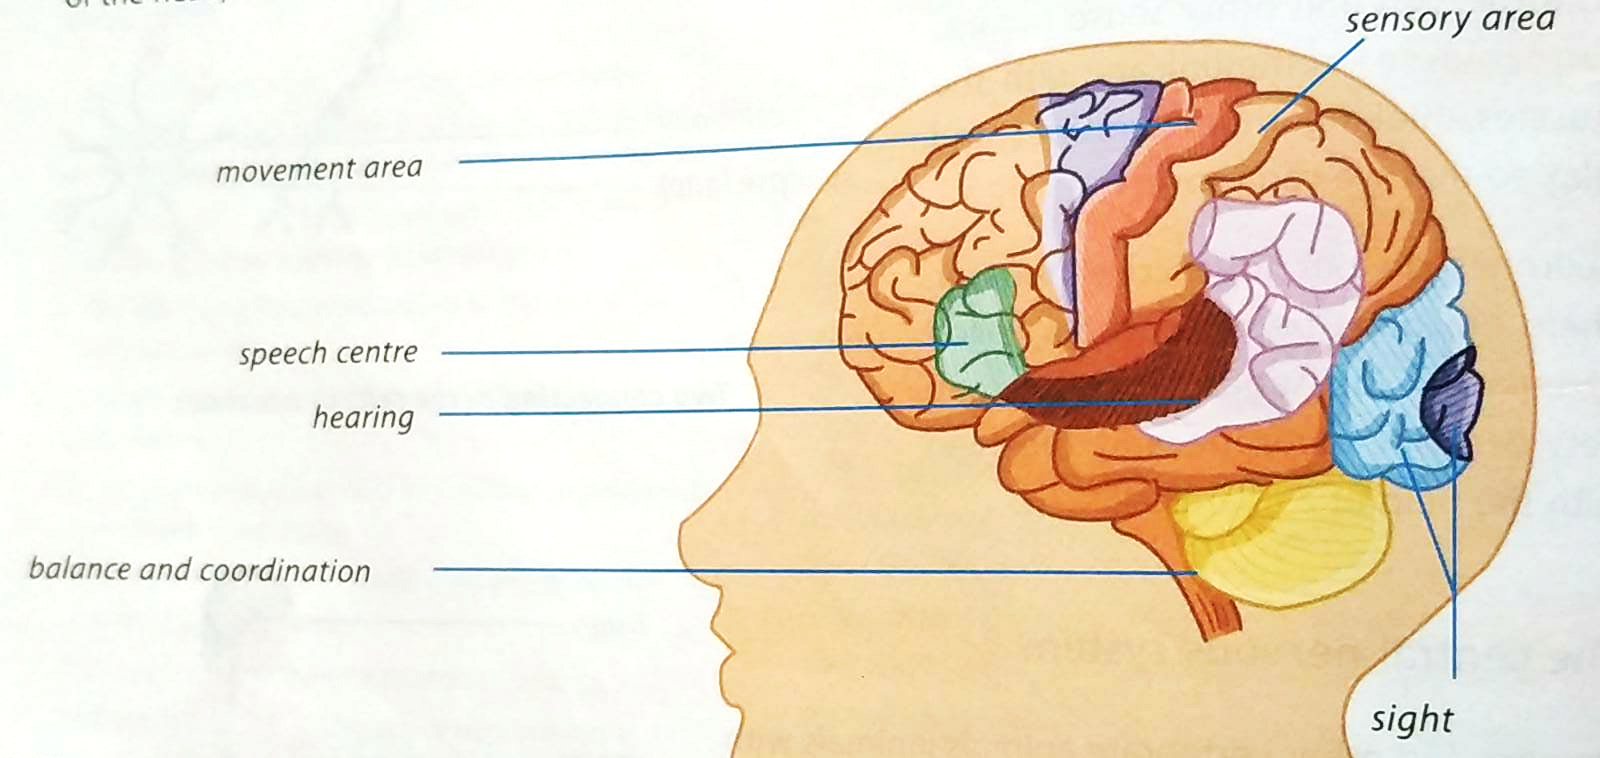 sensory area
movement area
speech centre
hearing
balance and coordination
sight